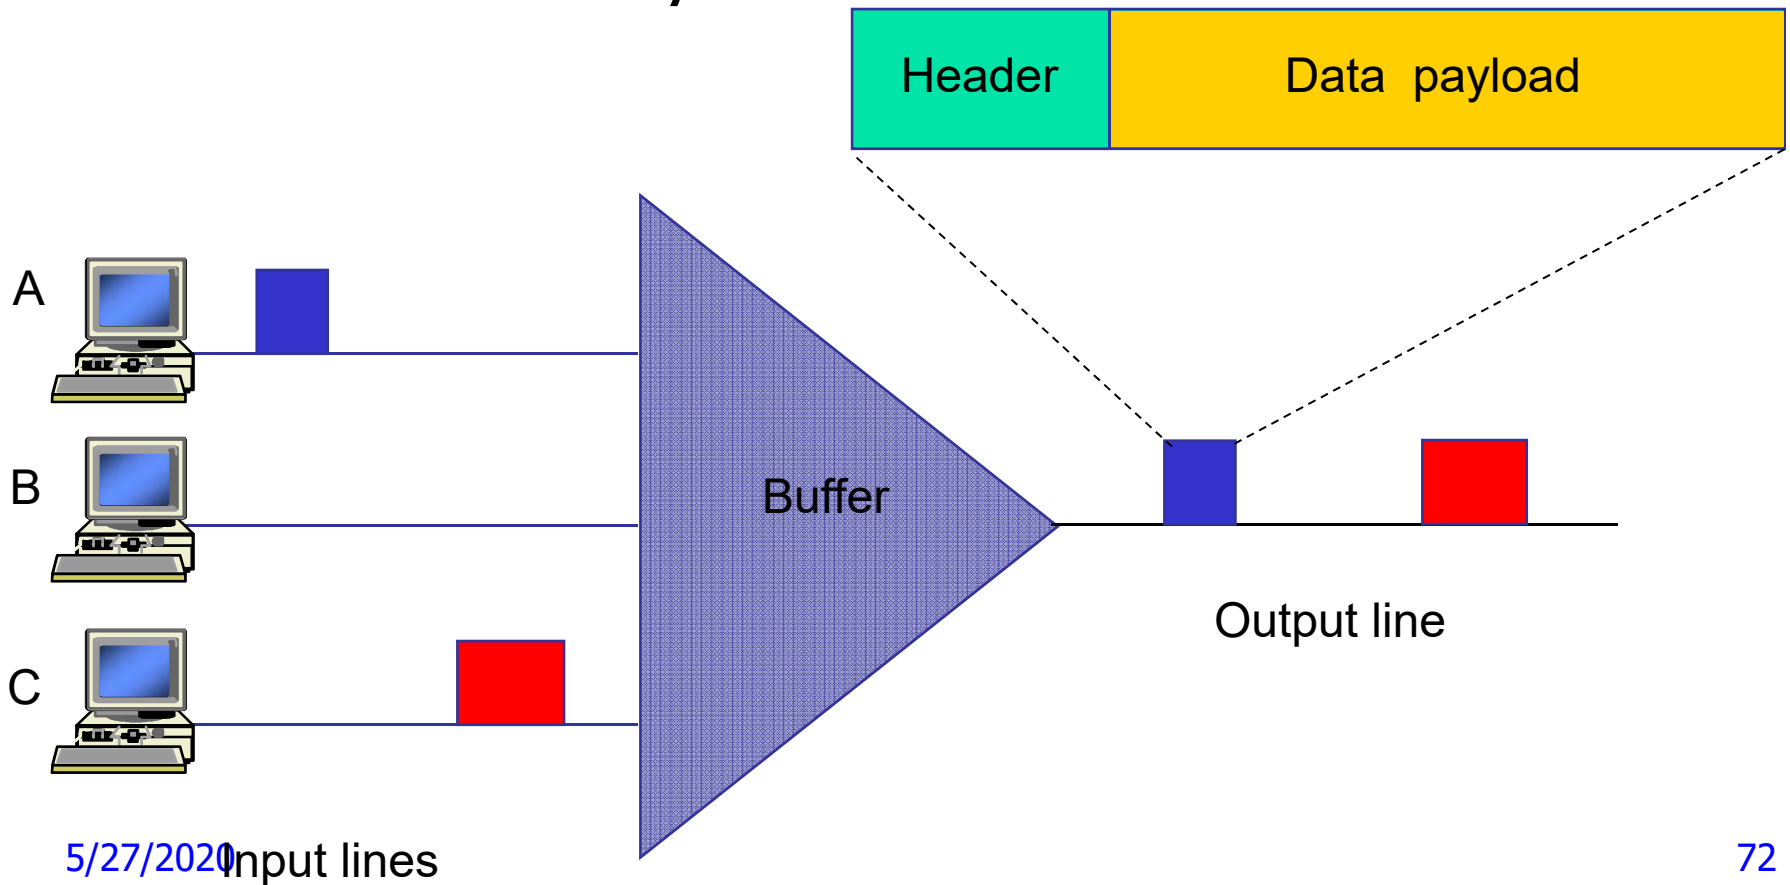 Header
Data payload
A
B
C
Buffer
Output line
5/27/2020
Input lines
72